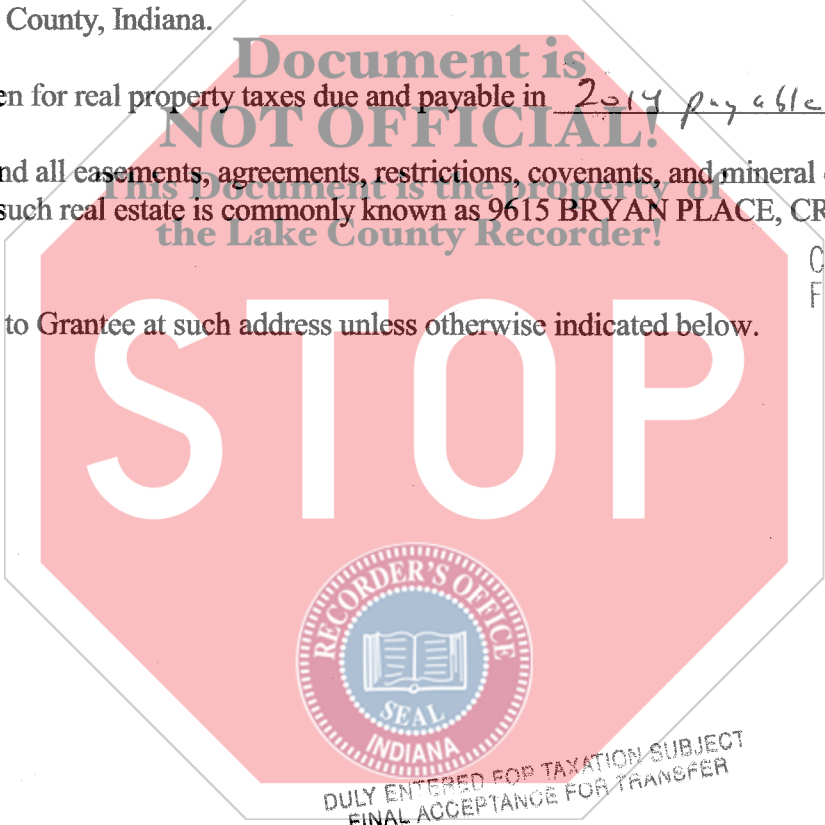 County, Indiana.
Document is
en for real property taxes due and payable in 2014 payable
NOT OFFICIAL!
nd all easements, agreements, restrictions, covenants, and mineral
This Document is the property of
such real estate is commonly known as 9615 BRYAN PLACE, CR
the Lake County Recorder!
to Grantee at such address unless otherwise indicated below.
STOP
RECORDER'S OFFICE
SEAL
INDIANA
DULY ENTERED FOR TAXATION SUBJECT
FINAL ACCEPTANCE FOR TRANSFER